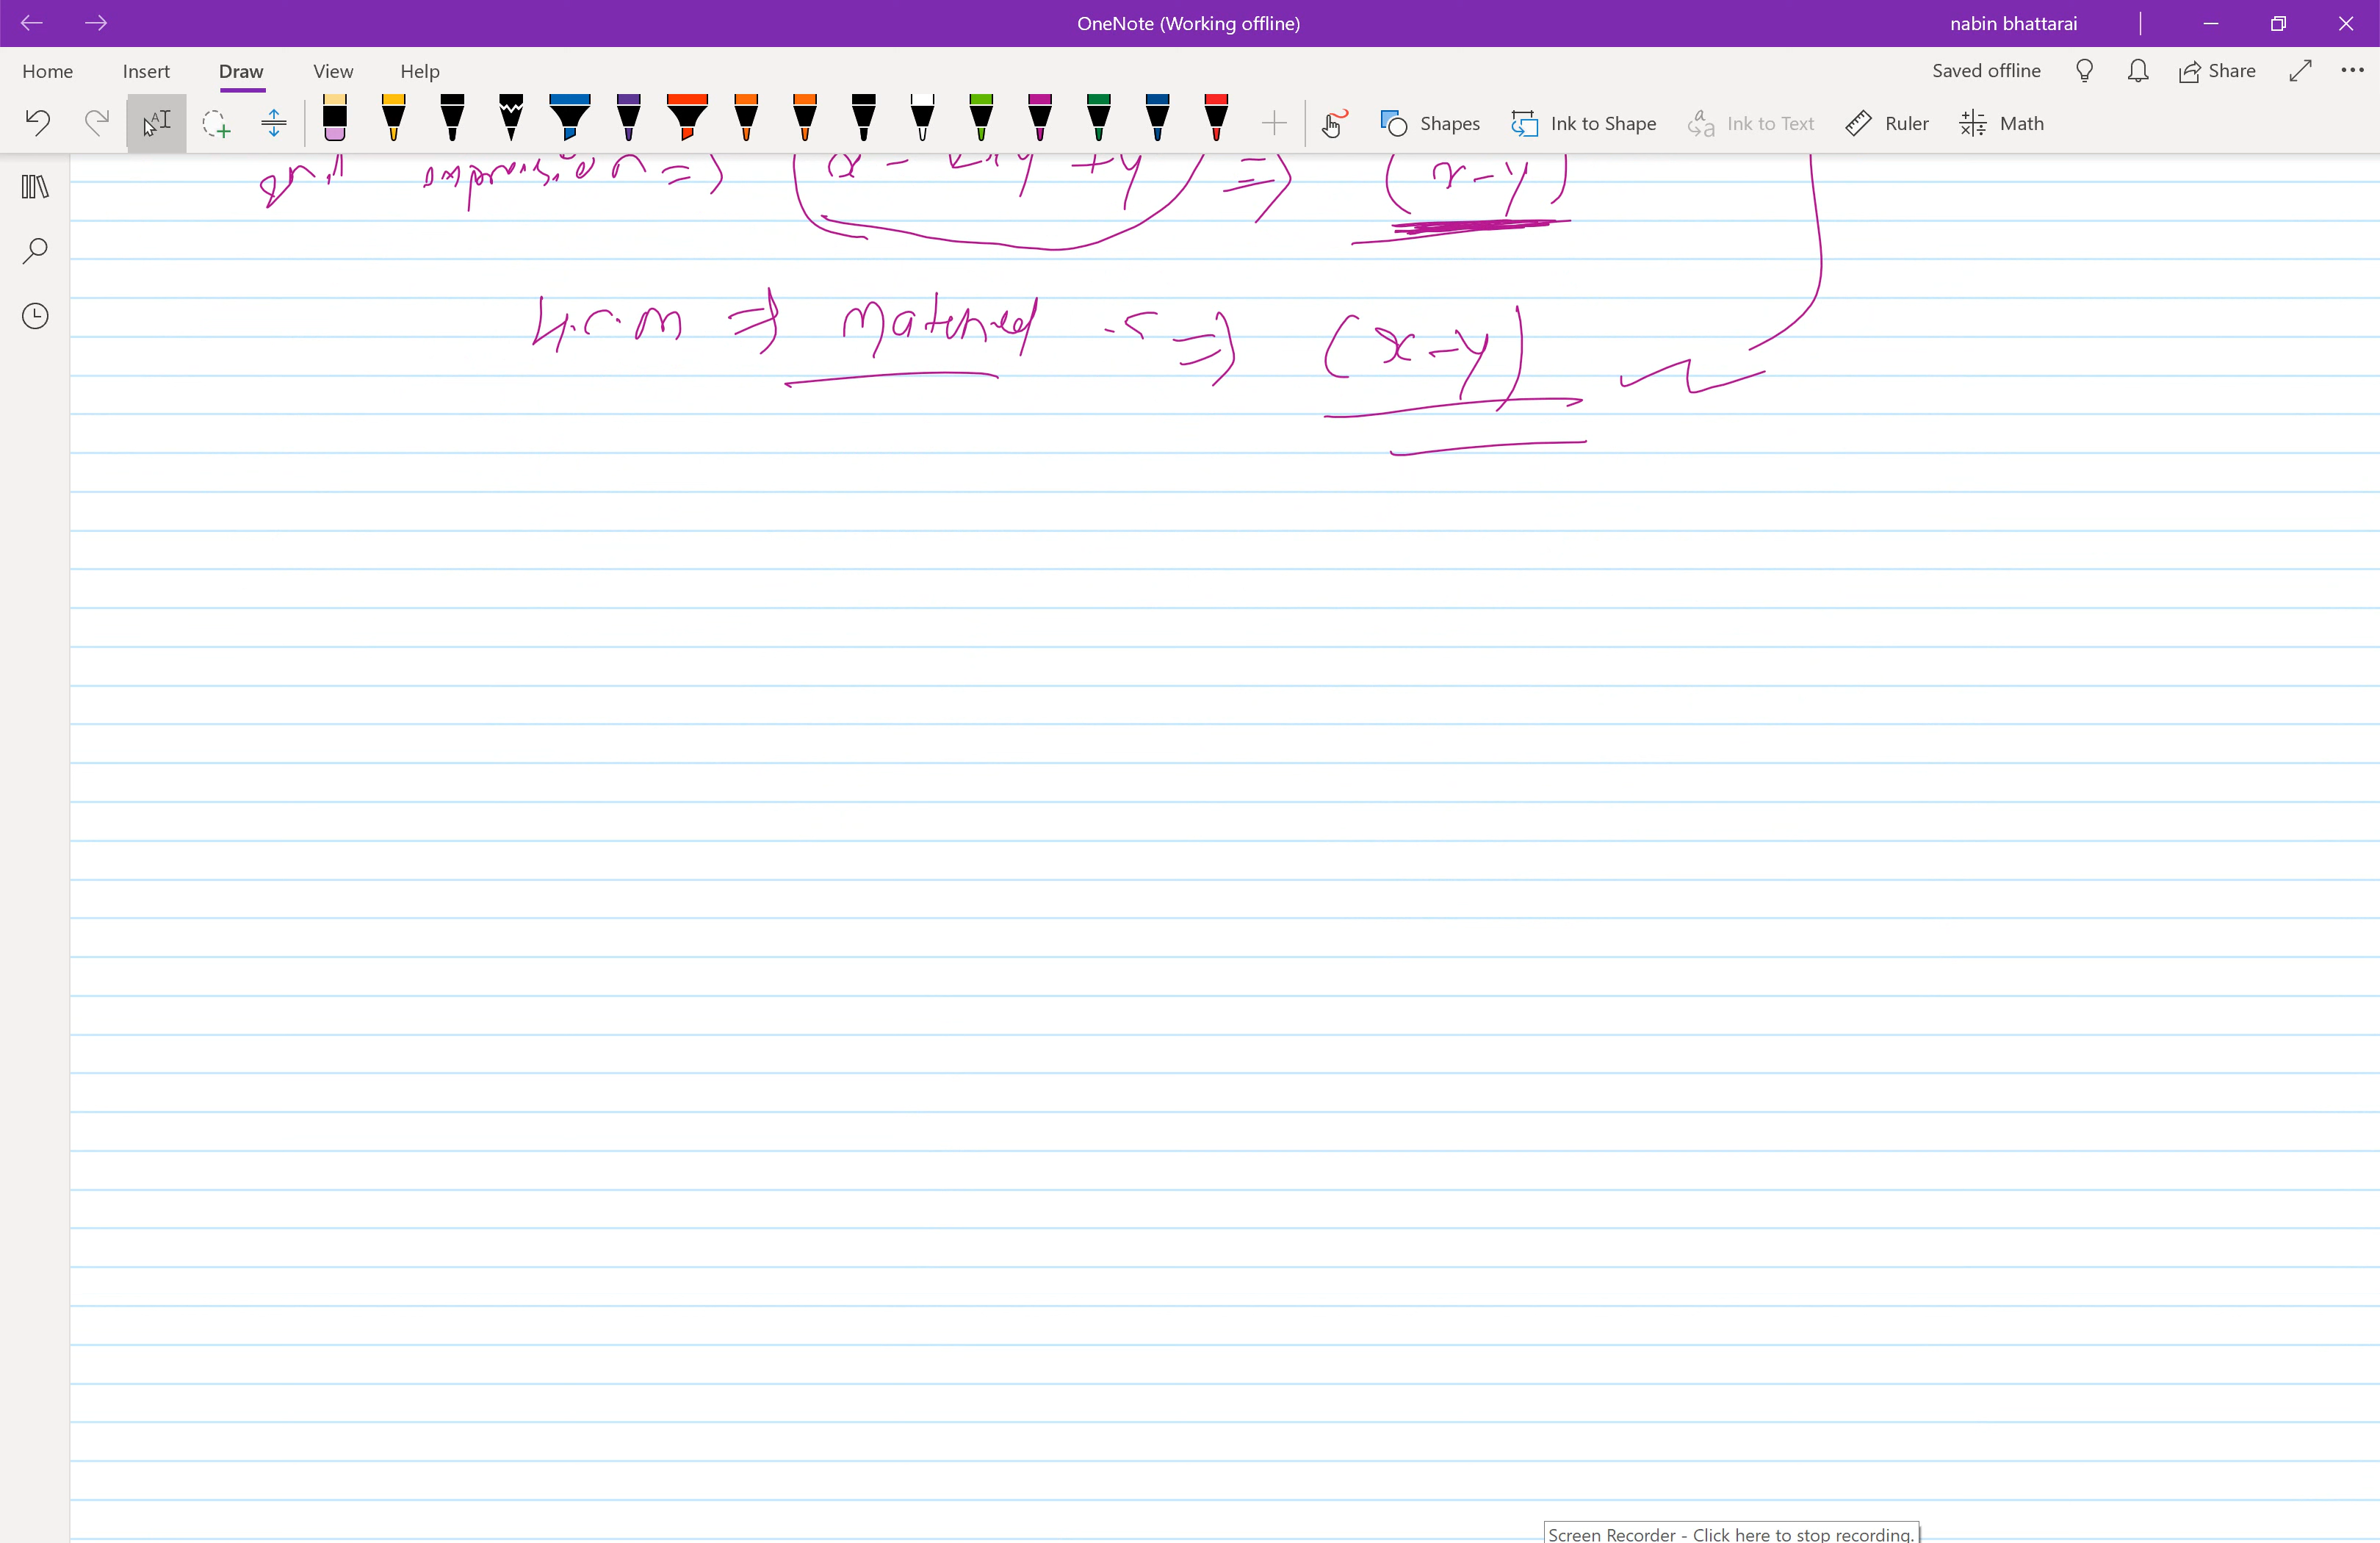 OneNote (Working offline)
nabin bhattarai
Home Insert Draw View Help
Saved offline
Share
Shapes Ink to Shape Ink to Text Ruler Math
(x-y)
=> =>
(x-y)
Screen Recorder - Click here to stop recording.